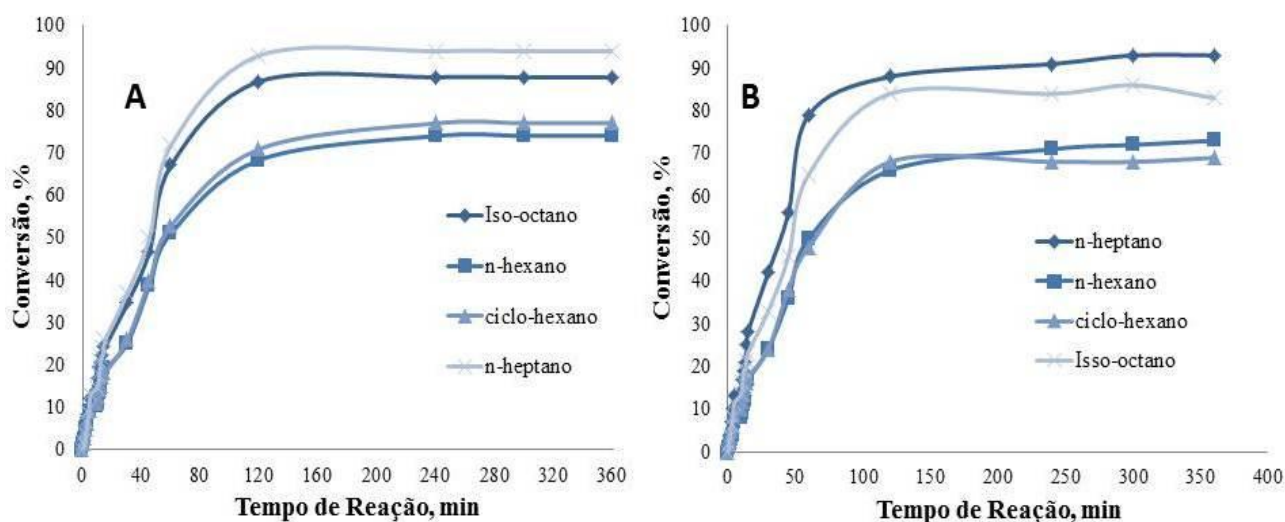 100
90
80
70
60
50
40
30
20
10
0
Conversão, %
A
Iso-octano
n-hexano
ciclo-hexano
n-heptano
0 40 80 120 160 200 240 280 320 360
Tempo de Reação, min
100
90
80
70
60
50
40
30
20
10
0
Conversão, %
B
n-heptano
n-hexano
ciclo-hexano
Isso-octano
0 50 100 150 200 250 300 350 400
Tempo de Reação, min